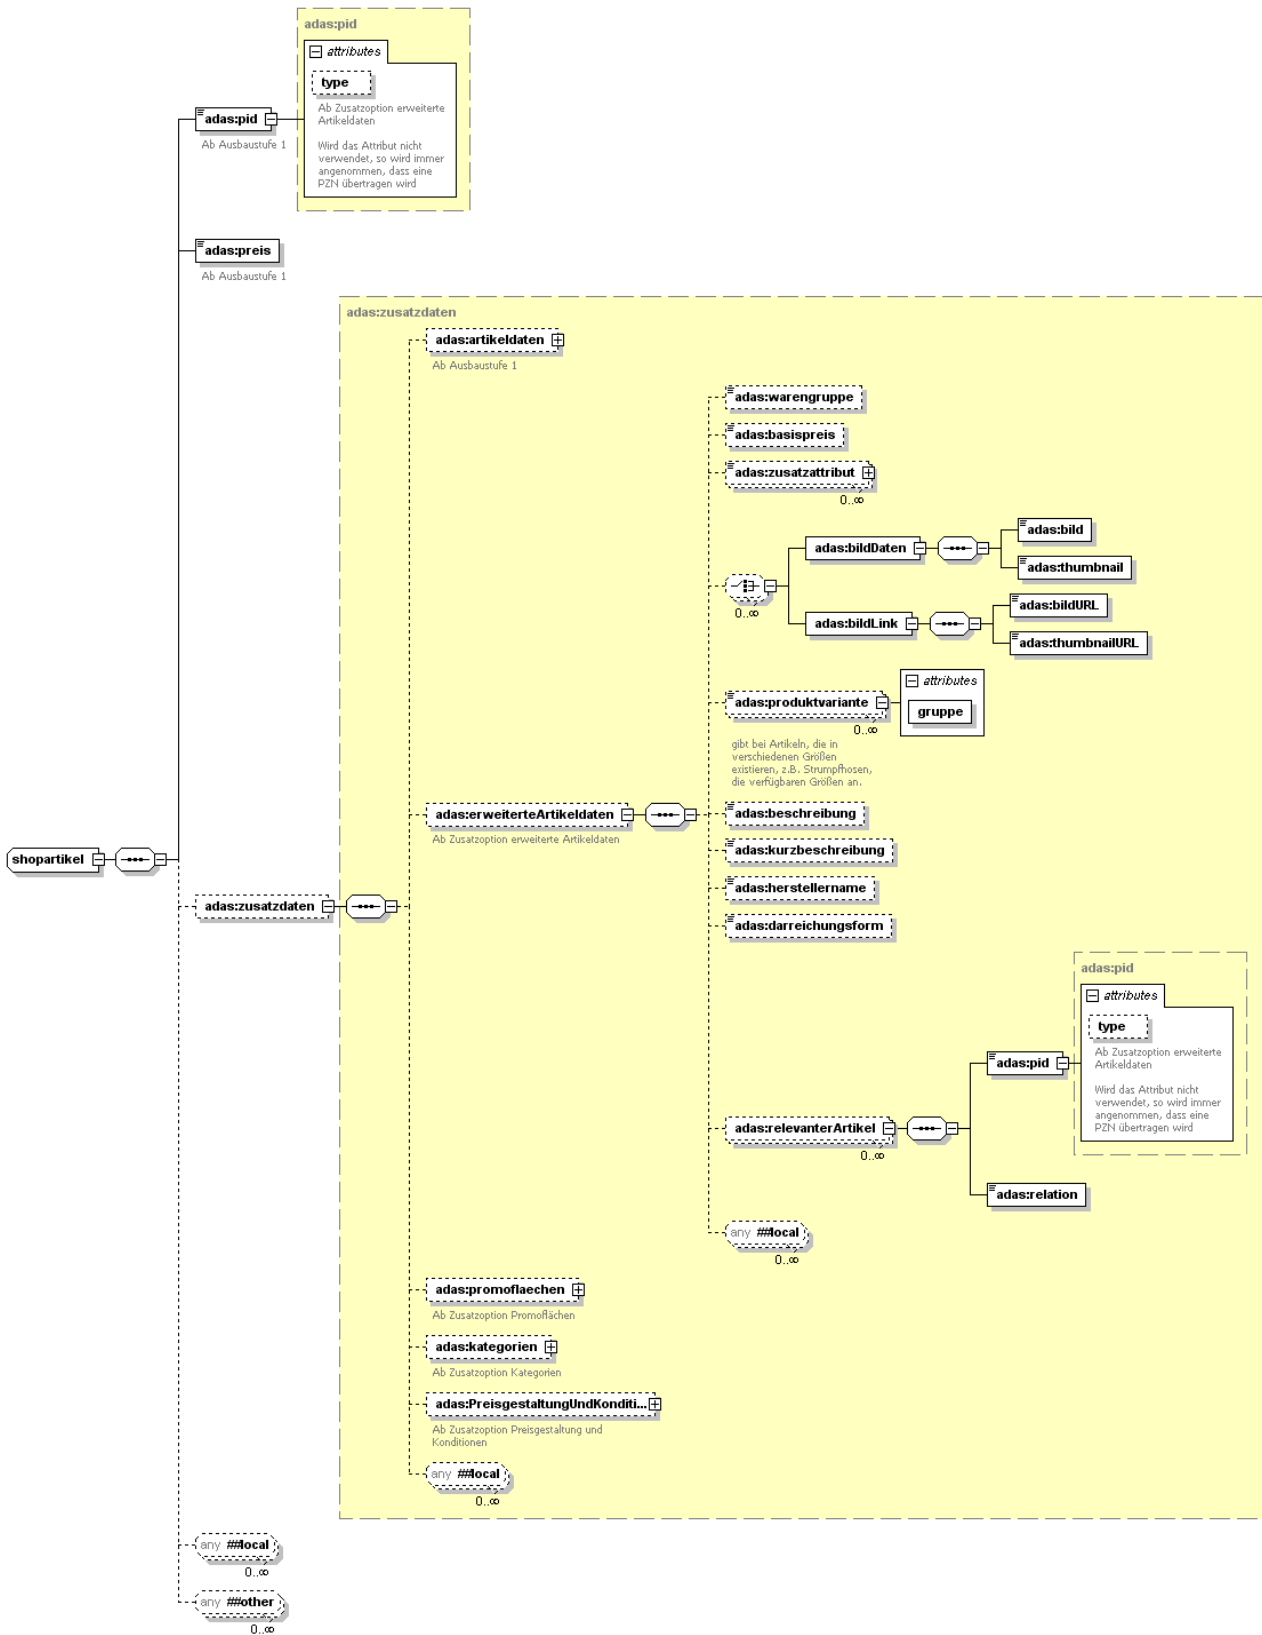 adas:pid
attributes
type
Ab Zusatzoption erweiterte
Artikeldaten
Wird das Attribut nicht
verwendet, so wird immer
angenommen, dass eine
PZN übertragen wird
adas:pid
Ab Ausbaustufe 1
adas:preis
Ab Ausbaustufe 1
adas:zusatzdaten
adas:artikeldaten
Ab Ausbaustufe 1
adas:warengruppe
adas:basispreis
adas:zusatzattribut
0..∞
adas:bild
adas:bildDaten
adas:thumbnail
0..∞
adas:bildURL
adas:bildLink
adas:thumbnailURL
attributes
adas:produktvariante
gruppe
0..∞
gibt bei Artikeln, die in
verschiedenen Größen
existieren, z.B. Strumpfhosen,
die verfügbaren Größen an.
adas:erweiterteArtikeldaten
Ab Zusatzoption erweiterte Artikeldaten
adas:beschreibung
adas:kurzbeschreibung
shopartikel
adas:herstellername
adas:zusatzdaten
adas:darreichungsform
adas:pid
attributes
type
Ab Zusatzoption erweiterte
Artikeldaten
Wird das Attribut nicht
verwendet, so wird immer
angenommen, dass eine
PZN übertragen wird
adas:pid
adas:relevanterArtikel
0..∞
adas:relation
any ##local
0..∞
adas:promoflaechen
Ab Zusatzoption Promoflächen
adas:kategorien
Ab Zusatzoption Kategorien
adas:PreisgestaltungUndKonditi...
Ab Zusatzoption Preisgestaltung und
Konditionen
any ##local
0..∞
any ##local
0..∞
any ##other
0..∞